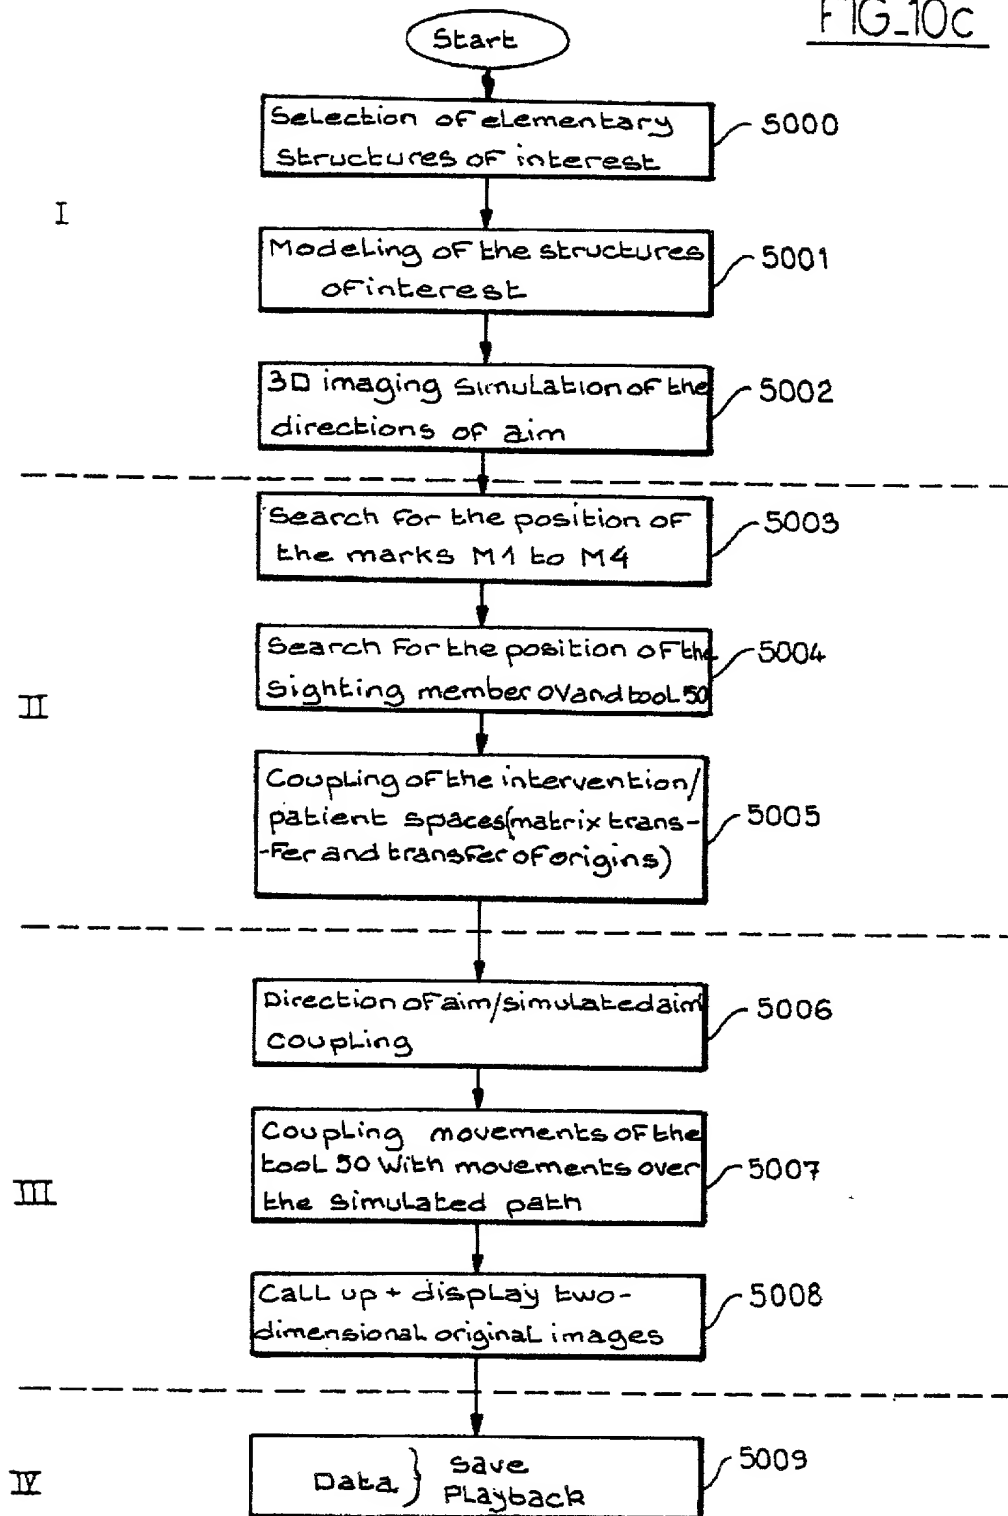 FIG_10c
Start
Selection of elementary
structures of interest
5000
I
Modeling of the structures
of interest
5001
3D imaging simulation of the
directions of aim
5002
Search for the position of
the marks M1 to M4
5003
Search for the position of the
sighting member OV and tool 50
5004
II
Coupling of the intervention/
patient spaces (matrix trans-
-fer and transfer of origins)
5005
Direction of aim/simulated aim
coupling
5006
Coupling movements of the
tool 50 with movements over
the simulated path
5007
III
Call up + display two-
dimensional original images
5008
IV
Data } Save
Playback
5009